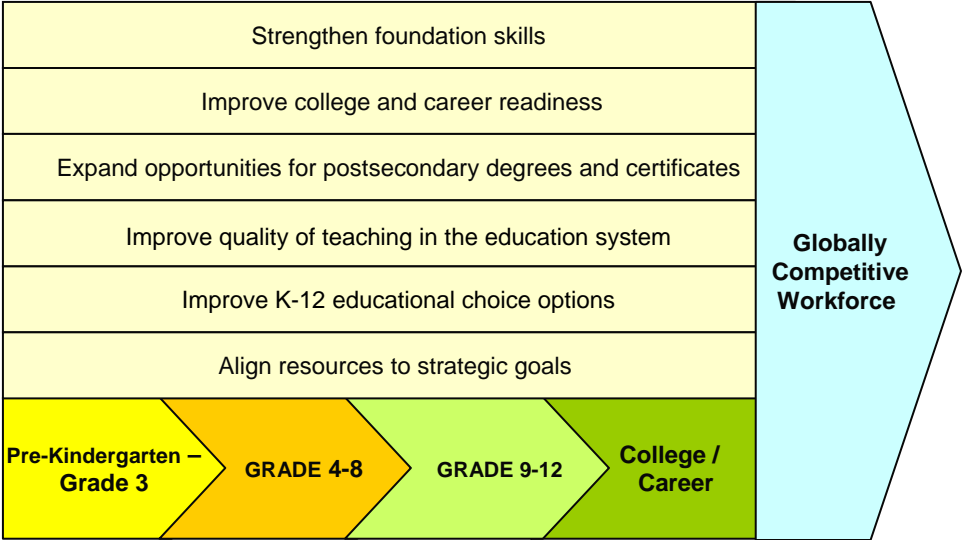 Strengthen foundation skills
Improve college and career readiness
Expand opportunities for postsecondary degrees and certificates
Improve quality of teaching in the education system
Improve K-12 educational choice options
Align resources to strategic goals
Globally
Competitive
Workforce
Pre-Kindergarten –
Grade 3
GRADE 4-8
GRADE 9-12
College /
Career